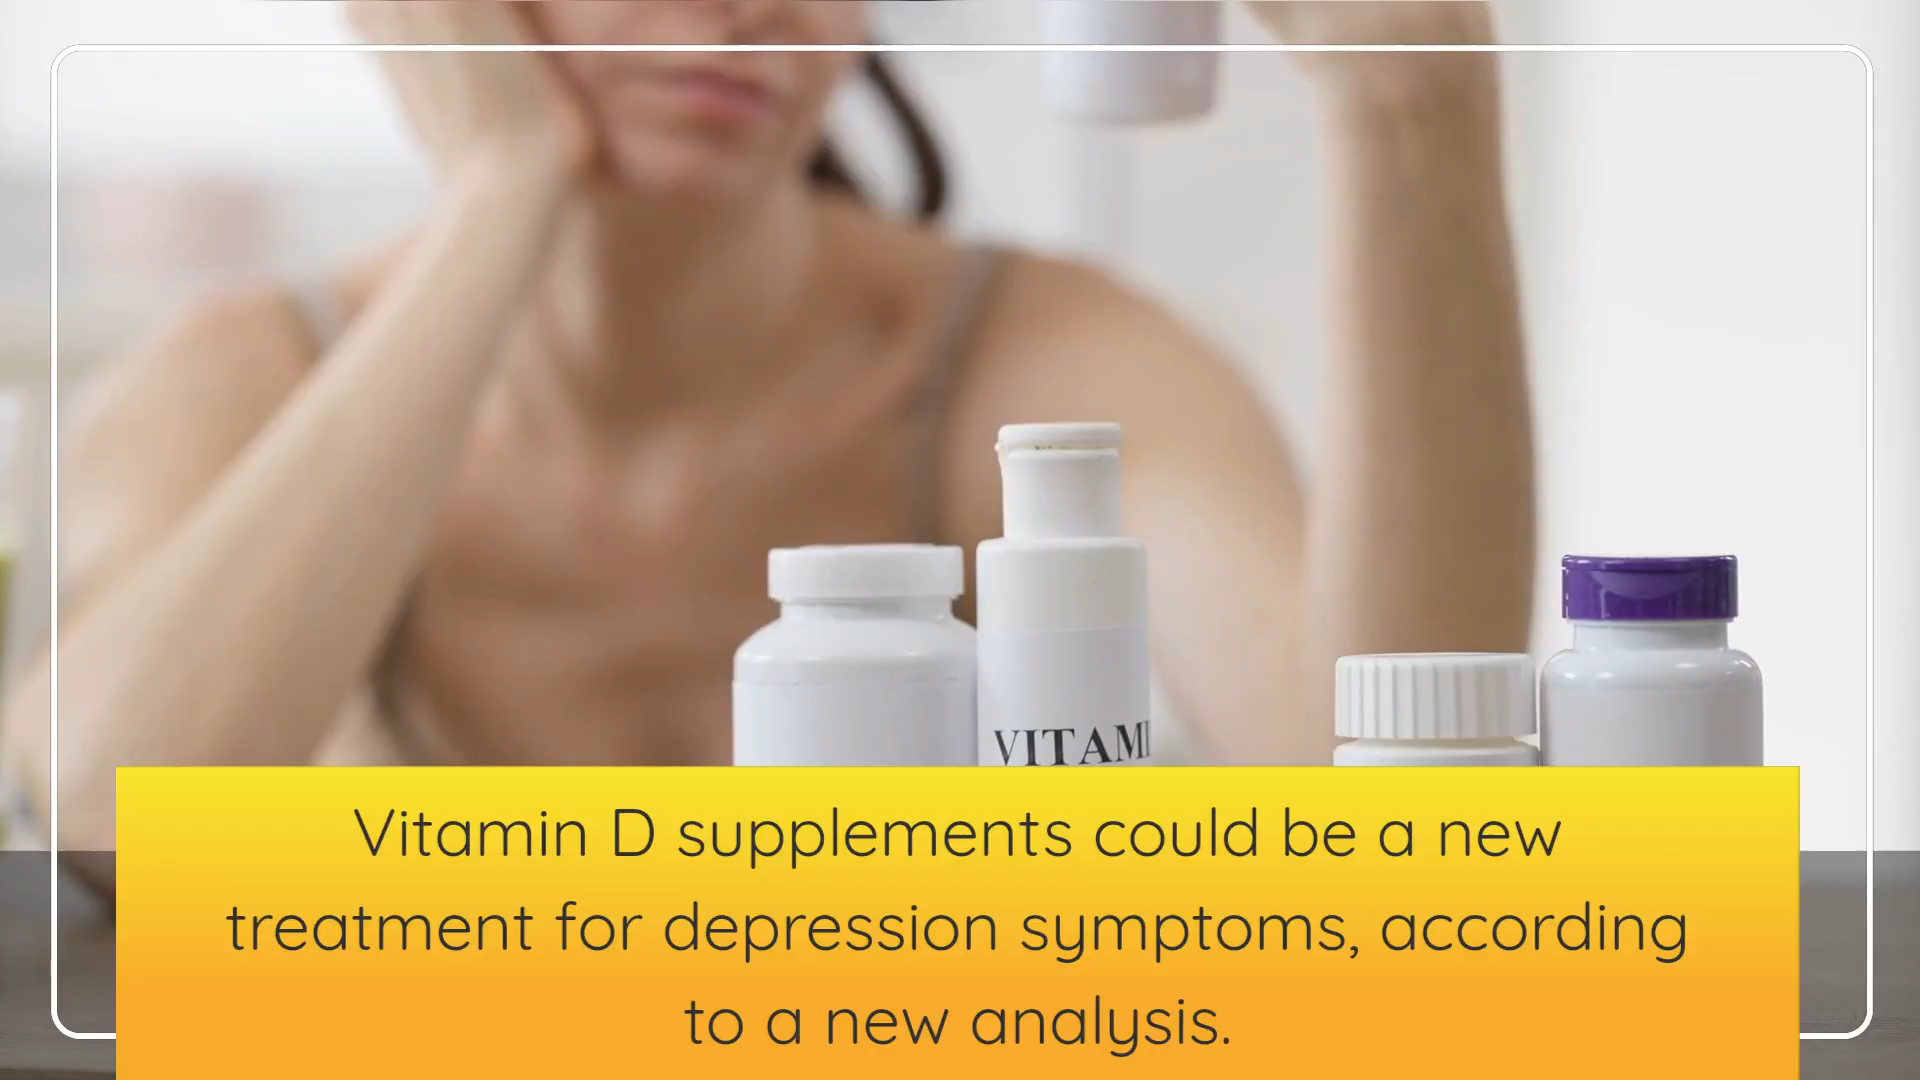 VITAMI
Vitamin D supplements could be a new
treatment for depression symptoms, according
to a new analysis.